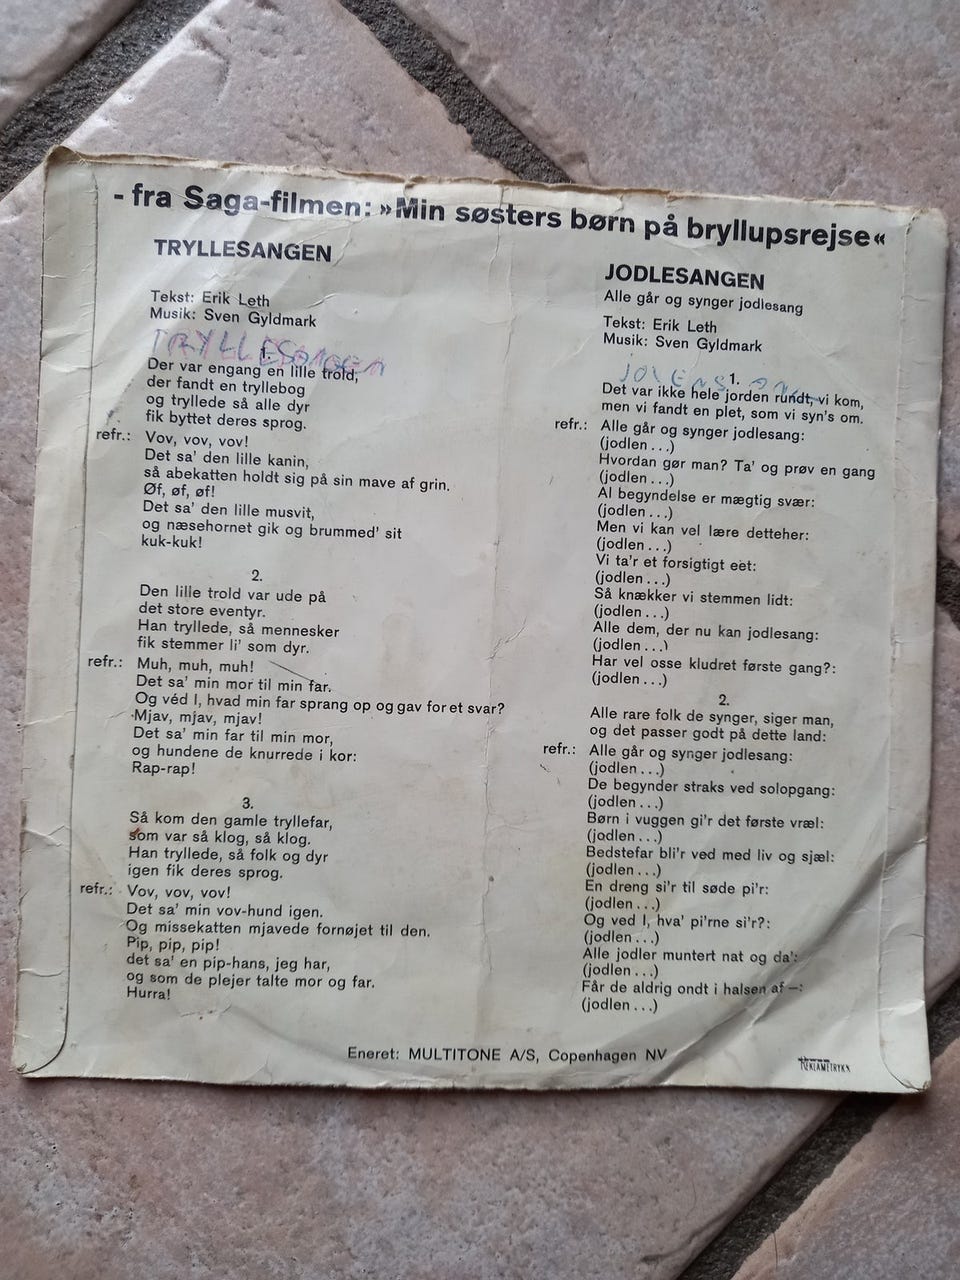 - fra Saga-filmen: »Min søsters børn på bryllupsrejse«
TRYLLESANGEN
Tekst: Erik Leth
Musik: Sven Gyldmark
TRYLLESANGEN
1.
Der var engang en lille trold,
der fandt en tryllebog
og tryllede så alle dyr
fik byttet deres sprog.
refr.: Vov, vov, vov!
Det sa' den lille kanin,
så abekatten holdt sig på sin mave af grin.
Øf, øf, øf!
Det sa' den lille musvit,
og næsehornet gik og brummed' sit
kuk-kuk!
2.
Den lille trold var ude på
det store eventyr.
Han tryllede, så mennesker
fik stemmer li' som dyr.
refr.: Muh, muh, muh!
Det sa' min mor til min far.
Og véd I, hvad min far sprang op og gav for et svar?
Mjav, mjav, mjav!
Det sa' min far til min mor,
og hundene de knurrede i kor:
Rap-rap!
3.
Så kom den gamle tryllefar,
som var så klog, så klog.
Han tryllede, så folk og dyr
igen fik deres sprog.
refr.: Vov, vov, vov!
Det sa' min vov-hund igen.
Og missekatten mjavede fornøjet til den.
Pip, pip, pip!
det sa' en pip-hans, jeg har,
og som de plejer talte mor og far.
Hurra!
JODLESANGEN
Alle går og synger jodlesang
Tekst: Erik Leth
Musik: Sven Gyldmark
1.
Det var ikke hele jorden rundt, vi kom,
men vi fandt en plet, som vi syn's om.
refr.: Alle går og synger jodlesang:
(jodlen...)
Hvordan gør man? Ta' og prøv en gang
(jodlen...)
Al begyndelse er mægtig svær:
(jodlen...)
Men vi kan vel lære detteher:
(jodlen...)
Vi ta'r et forsigtigt eet:
(jodlen...)
Så knækker vi stemmen lidt:
(jodlen...)
Alle dem, der nu kan jodlesang:
(jodlen...)
Har vel osse kludret første gang?:
(jodlen...)
2.
Alle rare folk de synger, siger man,
og det passer godt på dette land:
refr.: Alle går og synger jodlesang:
(jodlen...)
De begynder straks ved solopgang:
(jodlen...)
Børn i vuggen gi'r det første vræl:
(jodlen...)
Bedstefar bli'r ved med liv og sjæl:
(jodlen...)
En dreng si'r til søde pi'r:
(jodlen...)
Og ved I, hva' pi'rne si'r?:
(jodlen...)
Alle jodler muntert nat og da':
(jodlen...)
Får de aldrig ondt i halsen af –:
(jodlen...)
Eneret: MULTITONE A/S, Copenhagen NV
REKLAMETRYK